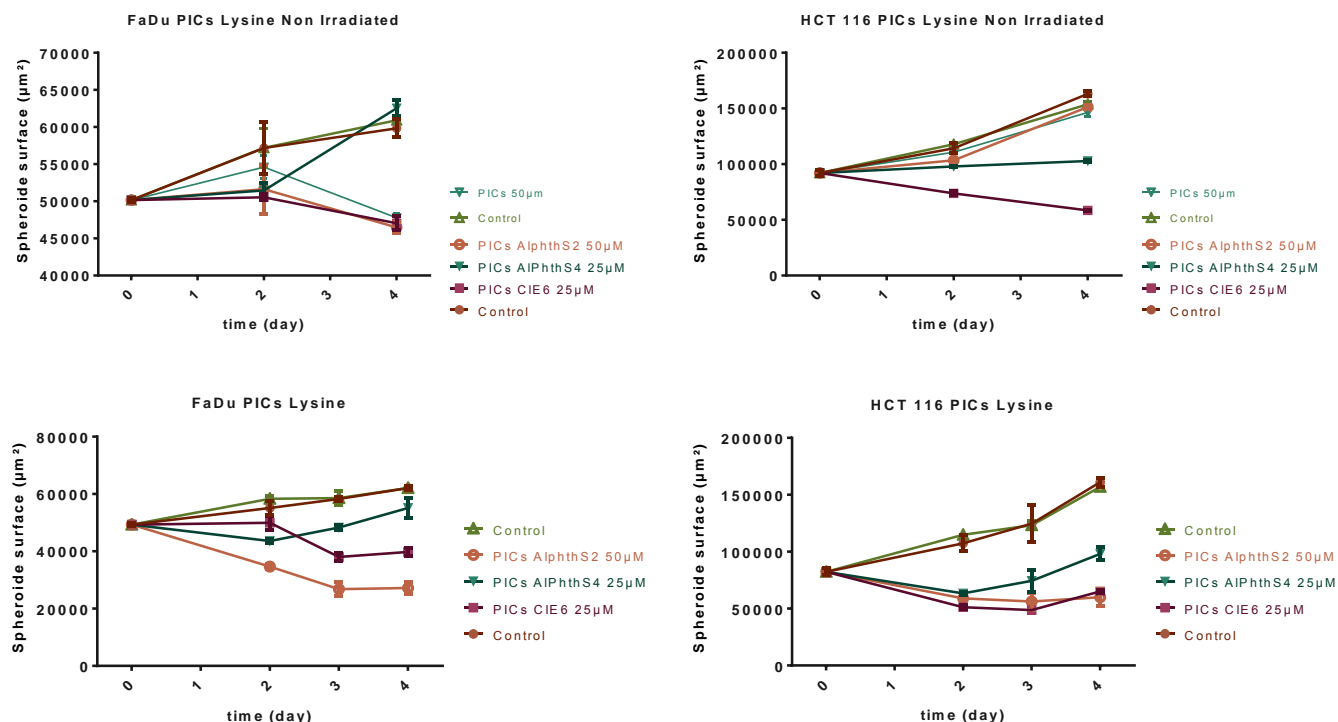 FaDu PICs Lysine Non Irradiated
70000
65000
60000
55000
50000
45000
40000
Spheroide surface (µm²)
0
1
2
3
4
time (day)
PICs 50µm
Control
PICs AlphthS2 50µM
PICs AlPhthS4 25µM
PICs ClE6 25µM
Control
HCT 116 PICs Lysine Non Irradiated
200000
150000
100000
50000
0
Spheroide surface (µm²)
0
1
2
3
4
time (day)
PICs 50µm
Control
PICs AlphthS2 50µM
PICs AlPhthS4 25µM
PICs ClE6 25µM
Control
FaDu PICs Lysine
80000
60000
40000
20000
0
Spheroide surface (µm²)
0
1
2
3
4
time (day)
Control
PICs AlphthS2 50µM
PICs AlPhthS4 25µM
PICs ClE6 25µM
Control
HCT 116 PICs Lysine
200000
150000
100000
50000
0
Spheroide surface (µm²)
0
1
2
3
4
time (day)
Control
PICs AlphthS2 50µM
PICs AlPhthS4 25µM
PICs ClE6 25µM
Control